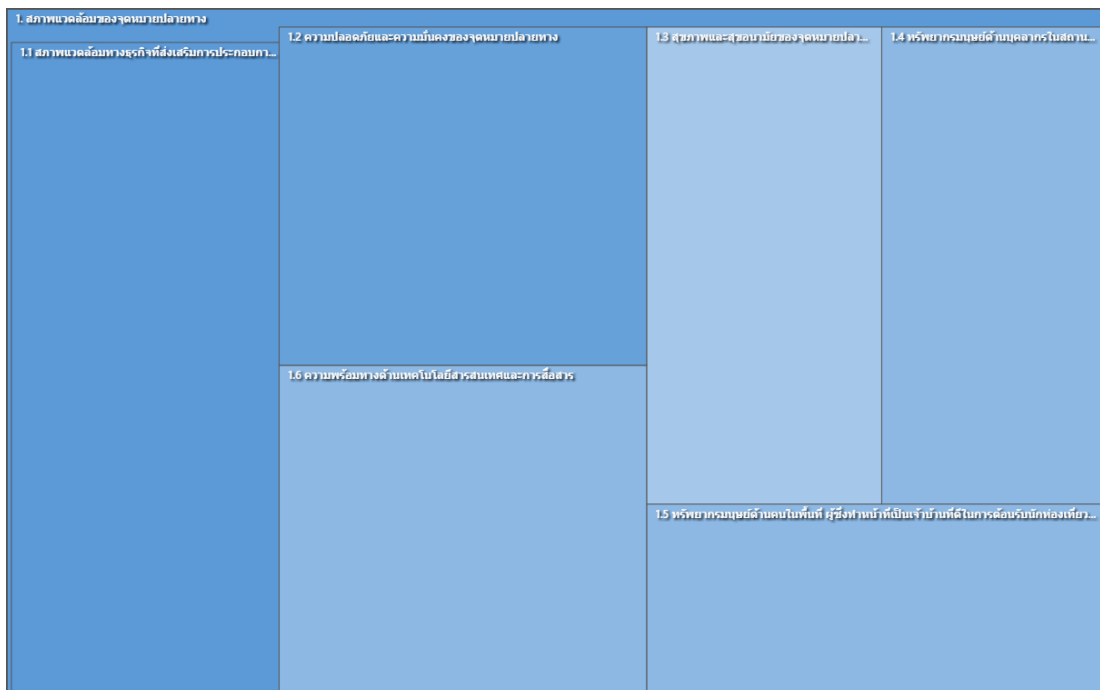 1. สภาพแวดล้อมของจุดหมายปลายทาง
1.1 สภาพแวดล้อมทางธุรกิจที่ส่งเสริมการประกอบกา...
1.2 ความปลอดภัยและความมั่นคงของจุดหมายปลายทาง
1.3 สุขภาพและสุขอนามัยของจุดหมายปลา...
1.4 ทรัพยากรมนุษย์ด้านบุคลากรในสถาน...
1.6 ความพร้อมทางด้านเทคโนโลยีสารสนเทศและการสื่อสาร
1.5 ทรัพยากรมนุษย์ด้านคนในพื้นที่ ผู้ซึ่งทำหน้าที่เป็นเจ้าบ้านที่ดีในการต้อนรับนักท่องเที่ยว...